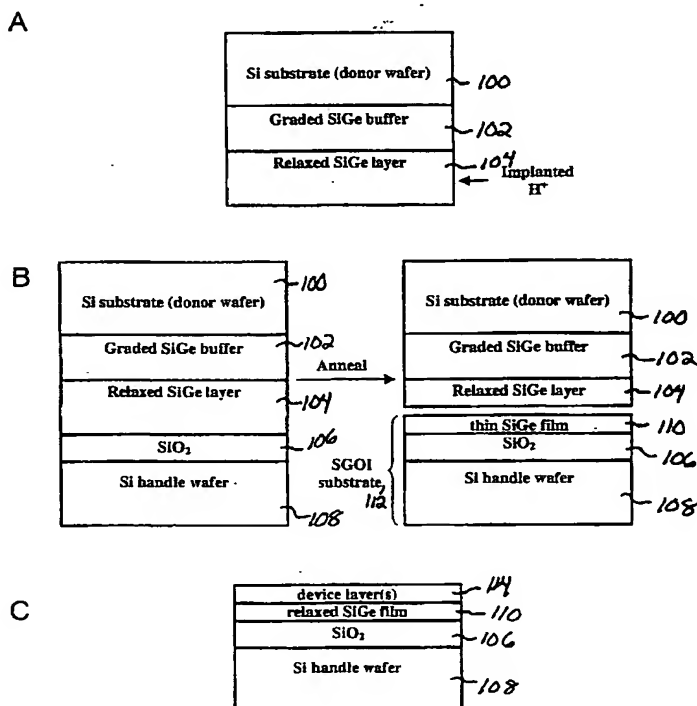 A
Si substrate (donor wafer)
100
Graded SiGe buffer
102
Relaxed SiGe layer
104
Implanted
H+
B
Si substrate (donor wafer)
100
Graded SiGe buffer
102
Relaxed SiGe layer
104
SiO₂
106
Si handle wafer
108
Anneal
Si substrate (donor wafer)
100
Graded SiGe buffer
102
Relaxed SiGe layer
104
thin SiGe film
110
SiO₂
106
SGOI
substrate,
112
Si handle wafer
108
C
device layer(s)
114
relaxed SiGe film
110
SiO₂
106
Si handle wafer
108